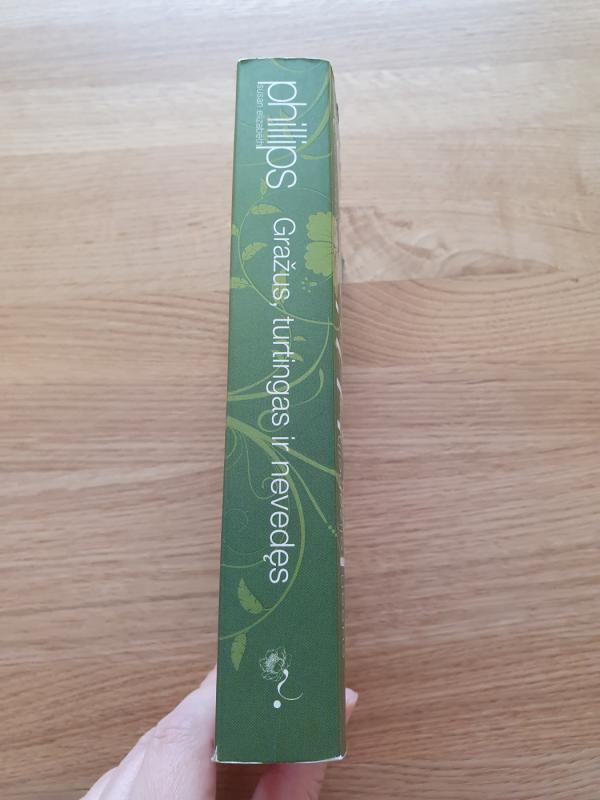 phillips
susan elizabeth
Gražus, turtingas ir nevedęs